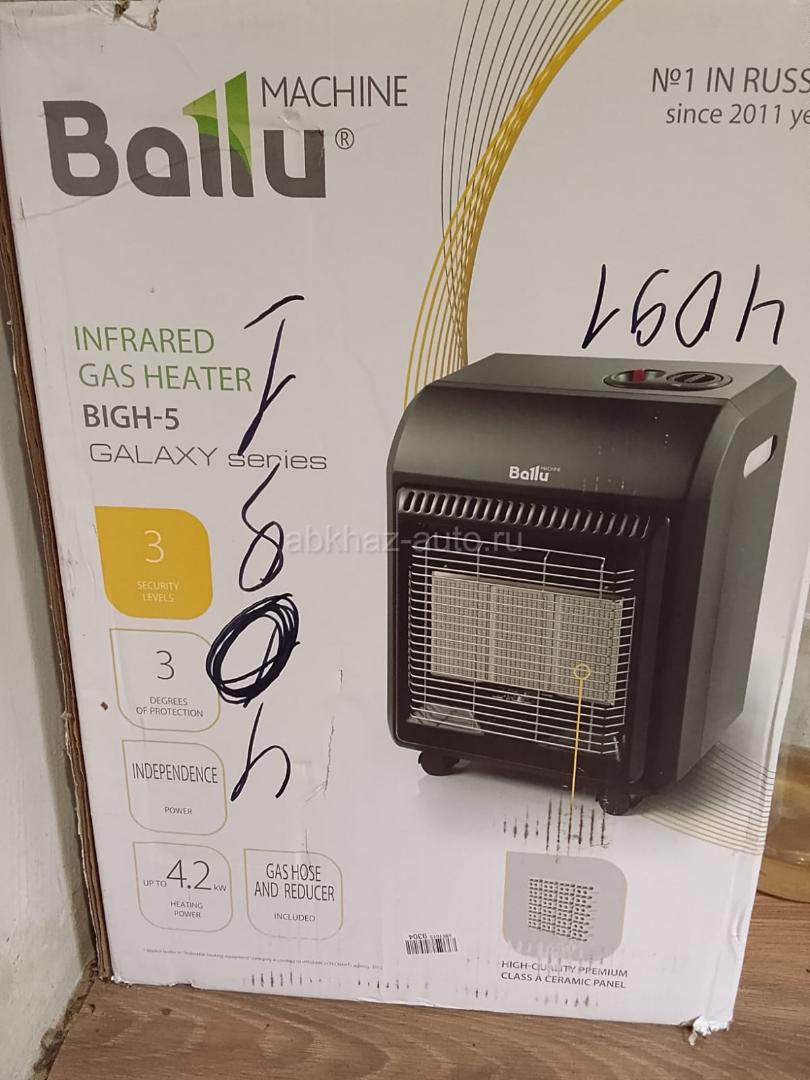 Ballu MACHINE ®
№1 IN RUSS
since 2011 ye
INFRARED
GAS HEATER
BIGH-5
GALAXY series
Ballu MACHINE
abkhaz-auto.ru
3
SECURITY
LEVELS
3
DEGREES
OF PROTECTION
INDEPENDENCE
POWER
UP TO 4.2 kW
HEATING
POWER
GAS HOSE
AND REDUCER
INCLUDED
9304
HIGH-QUALITY PREMIUM
CLASS A CERAMIC PANEL